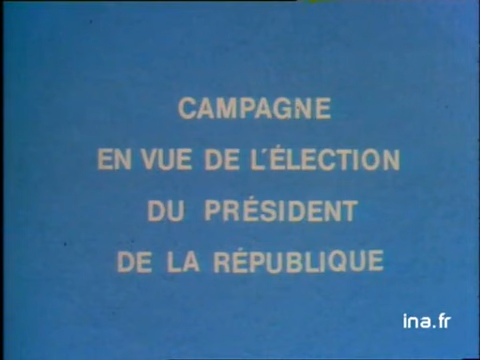 CAMPAGNE
EN VUE DE L'ÉLECTION
DU PRÉSIDENT
DE LA RÉPUBLIQUE
ina.fr